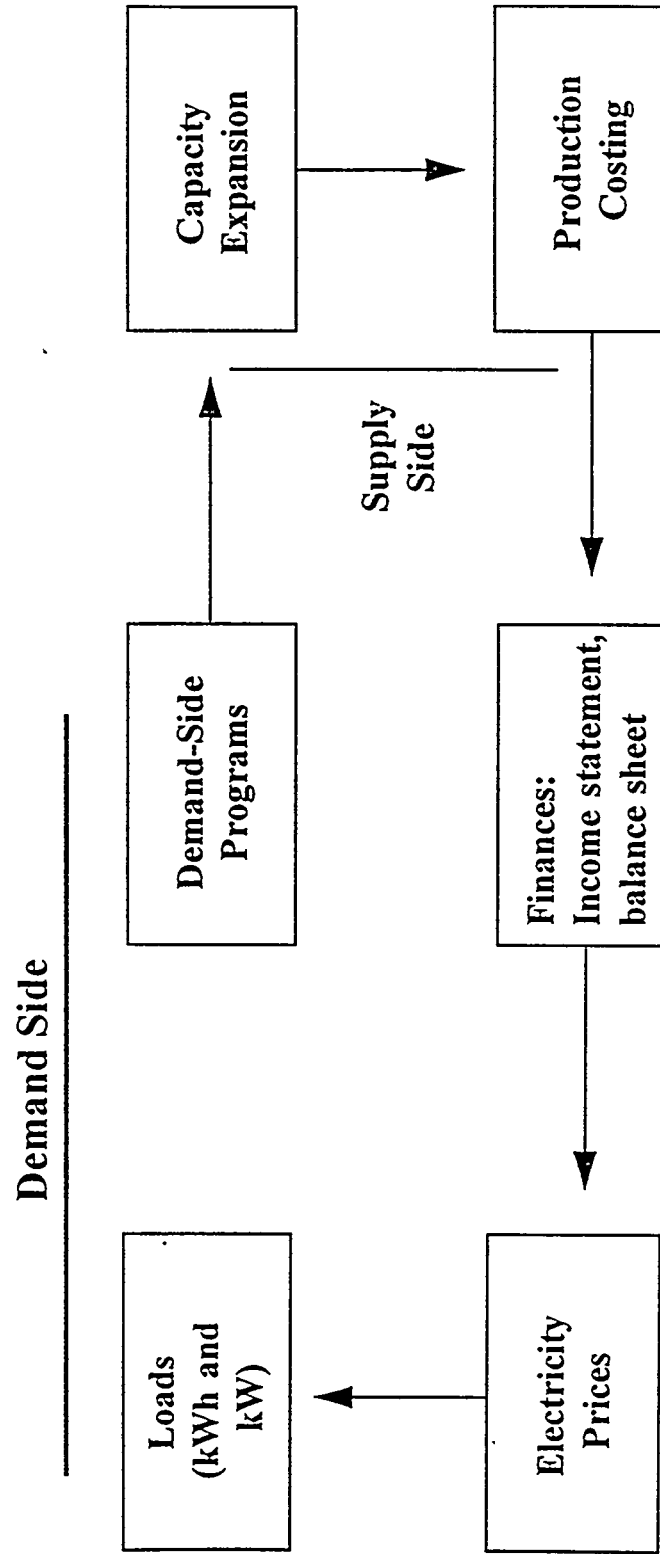 Demand Side
Loads
(kWh and
kW)
Demand-Side
Programs
Capacity
Expansion
Supply
Side
Electricity
Prices
Finances:
Income statement,
balance sheet
Production
Costing